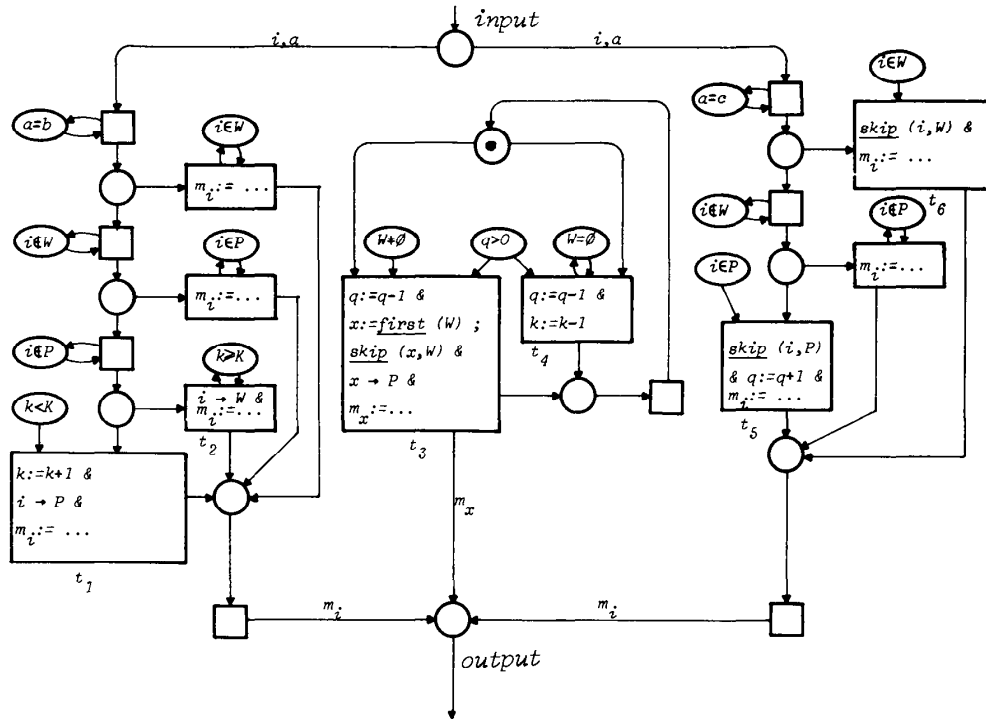 input
i,a
i,a
a=b
i∈W
m_i:= ...
i∉W
i∈P
m_i:=...
i∉P
k≥K
i → W &
m_i:=...
t_2
k<K
k:=k+1 &
i → P &
m_i:= ...
t_1
W≠∅
q>0
W=∅
q:=q-1 &
x:=first (W) ;
skip (x,W) &
x → P &
m_x:=...
t_3
q:=q-1 &
k:=k-1
t_4
a=c
i∈W
skip (i,W) &
m_i:= ...
t_6
i∉W
i∉P
m_i:=...
i∈P
skip (i,P)
& q:=q+1 &
m_i:= ...
t_5
m_x
m_i
m_i
output